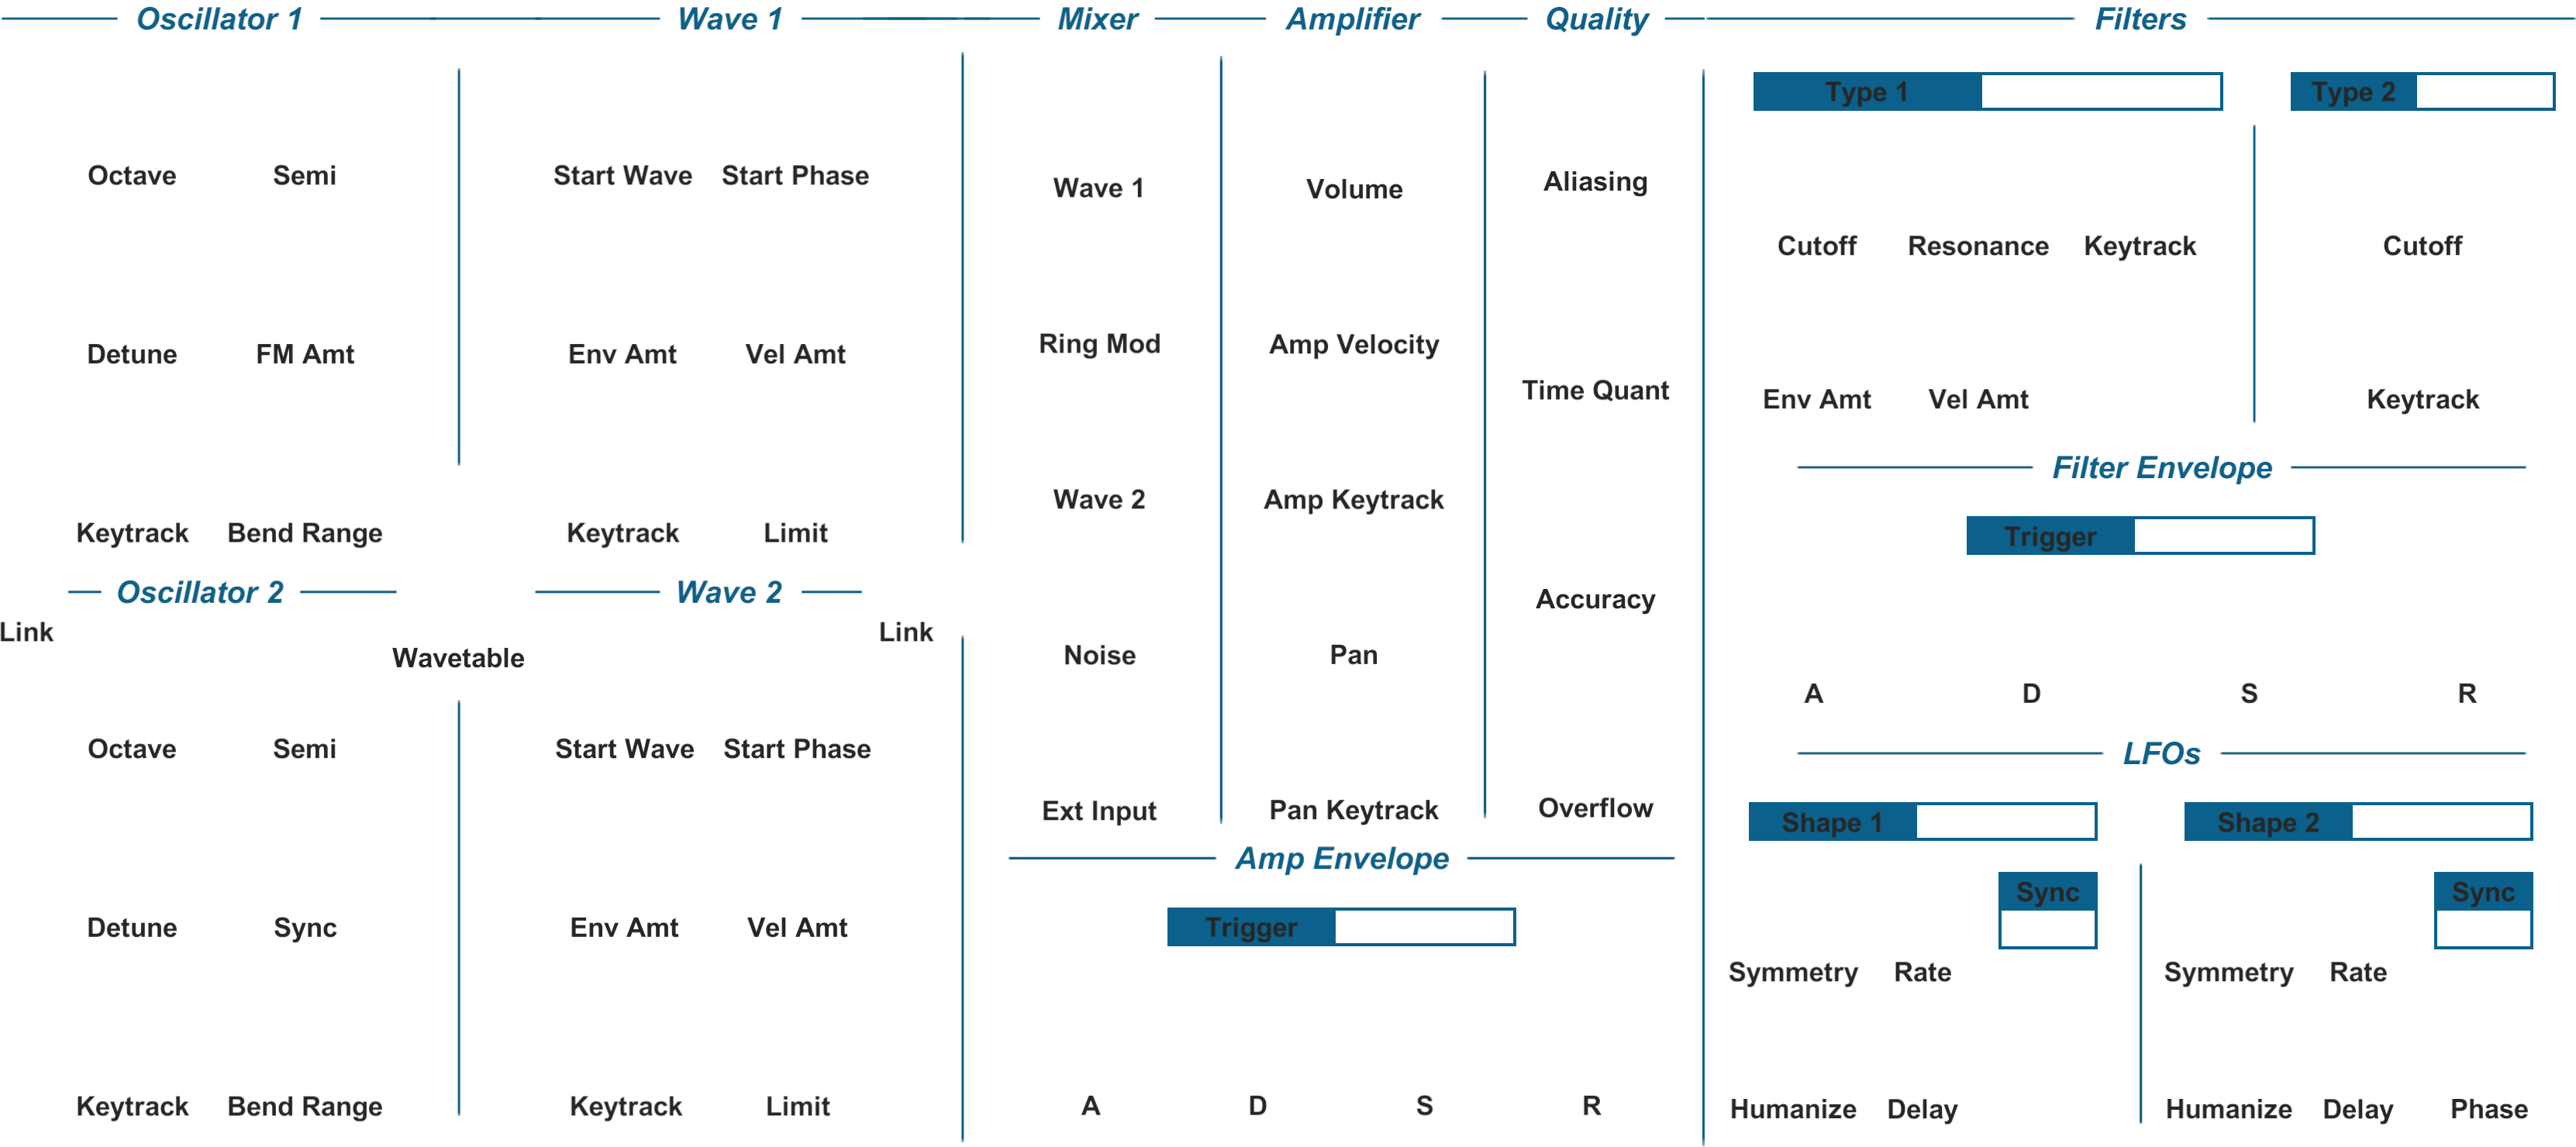 Oscillator 1 Wave 1 Mixer Amplifier Quality Filters
Type 1 Type 2
Octave Semi Start Wave Start Phase Wave 1 Volume Aliasing
Cutoff Resonance Keytrack Cutoff
Detune FM Amt Env Amt Vel Amt Ring Mod Amp Velocity Time Quant
Env Amt Vel Amt Keytrack
Filter Envelope
Keytrack Bend Range Keytrack Limit Wave 2 Amp Keytrack Trigger
Oscillator 2 Wave 2 Accuracy
Link Wavetable Link Noise Pan
A D S R
Octave Semi Start Wave Start Phase LFOs
Ext Input Pan Keytrack Overflow Shape 1 Shape 2
Amp Envelope
Sync Sync
Detune Sync Env Amt Vel Amt Trigger
Symmetry Rate Symmetry Rate
Keytrack Bend Range Keytrack Limit A D S R Humanize Delay Humanize Delay Phase